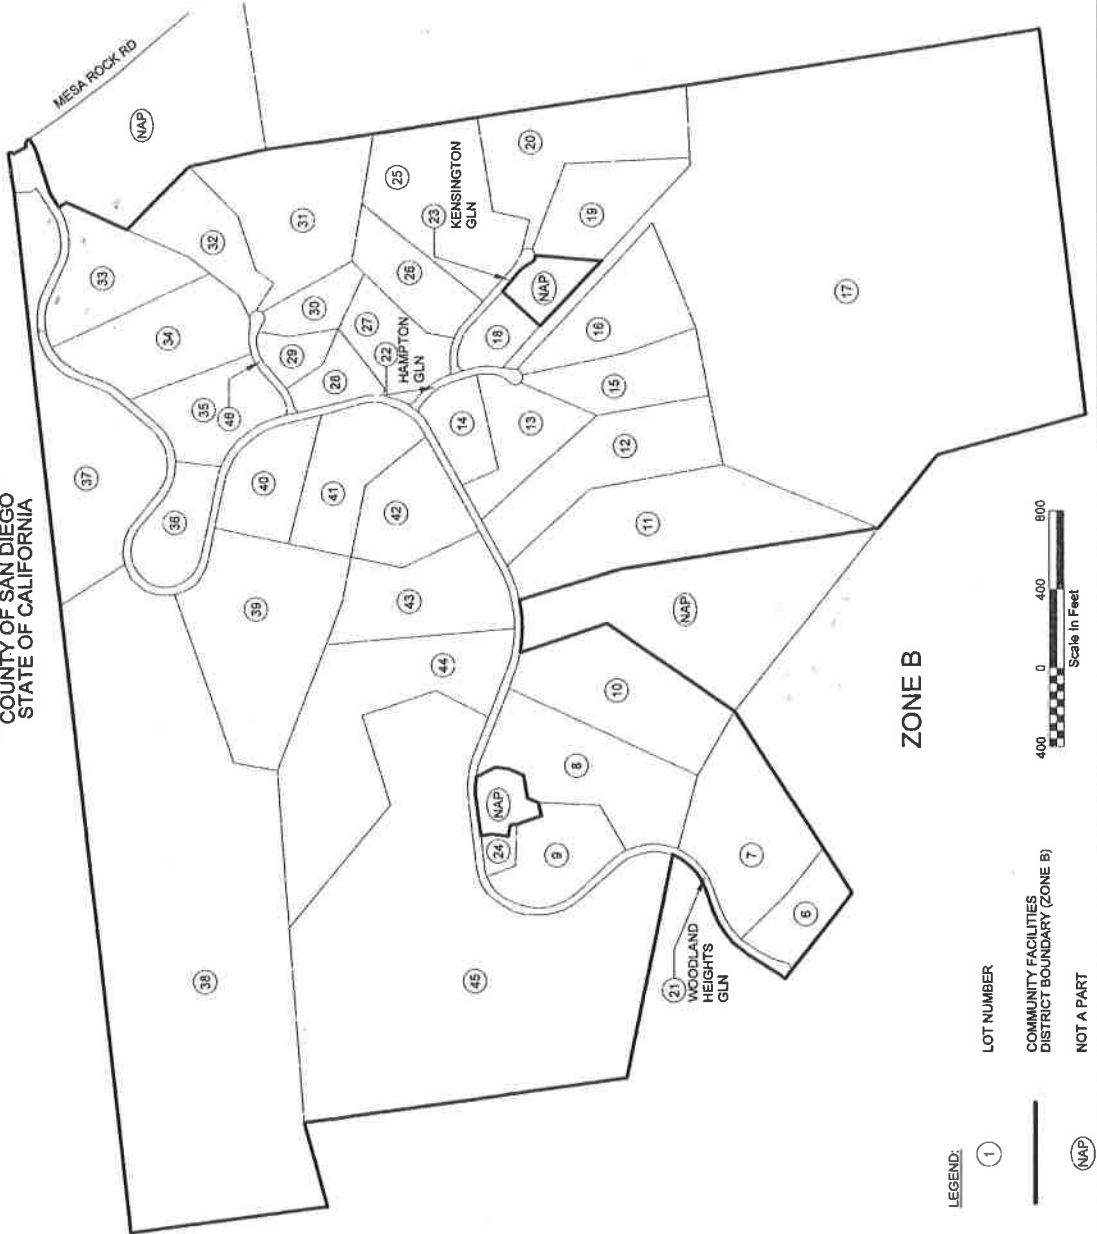 COUNTY OF SAN DIEGO
STATE OF CALIFORNIA
MESA ROCK RD
NAP
33
32
31
34
30
29
35
46
28
27
26
25
23
KENSINGTON
GLN
20
19
NAP
18
22
HAMPTON
GLN
16
15
14
13
12
11
17
37
36
40
41
42
39
43
44
NAP
10
8
NAP
24
9
7
6
21
WOODLAND
HEIGHTS
GLN
38
45
ZONE B
400
0
400
800
Scale In Feet
LEGEND:
1
LOT NUMBER
COMMUNITY FACILITIES
DISTRICT BOUNDARY (ZONE B)
NAP
NOT A PART